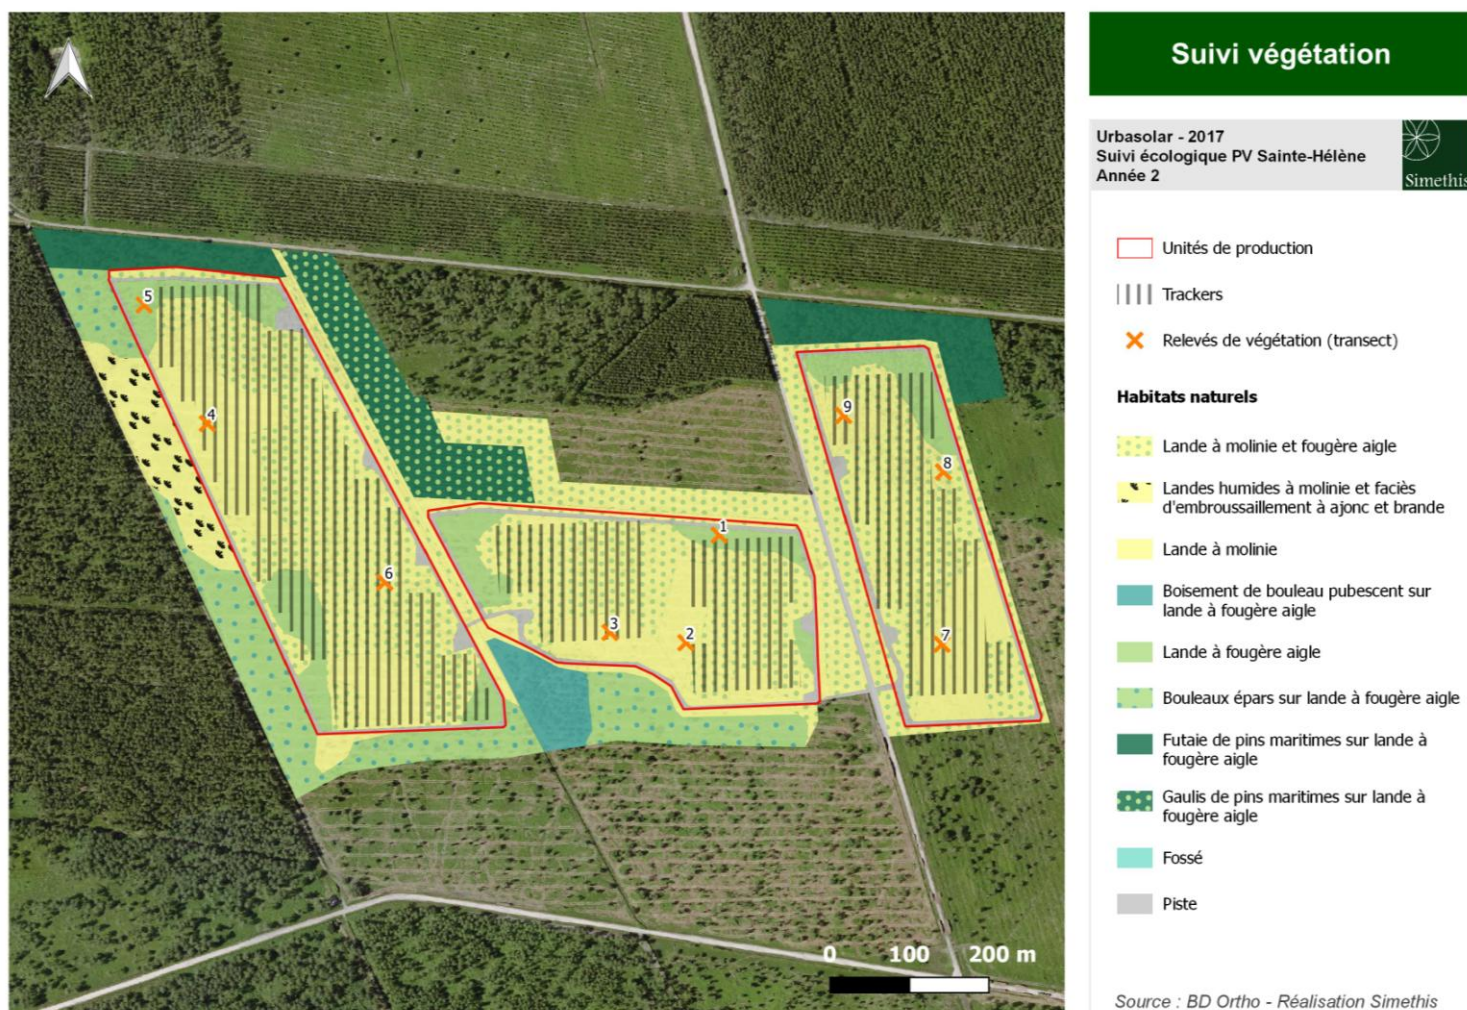 Suivi végétation
Urbasolar - 2017
Suivi écologique PV Sainte-Hélène
Année 2
Simethis
Unités de production
Trackers
Relevés de végétation (transect)
Habitats naturels
Lande à molinie et fougère aigle
Landes humides à molinie et faciès
d'embroussaillement à ajonc et brande
Lande à molinie
Boisement de bouleau pubescent sur
lande à fougère aigle
Lande à fougère aigle
Bouleaux épars sur lande à fougère aigle
Futaie de pins maritimes sur lande à
fougère aigle
Gaulis de pins maritimes sur lande à
fougère aigle
Fossé
Piste
Source : BD Ortho - Réalisation Simethis
5
4
9
8
1
6
3
2
7
0 100 200 m